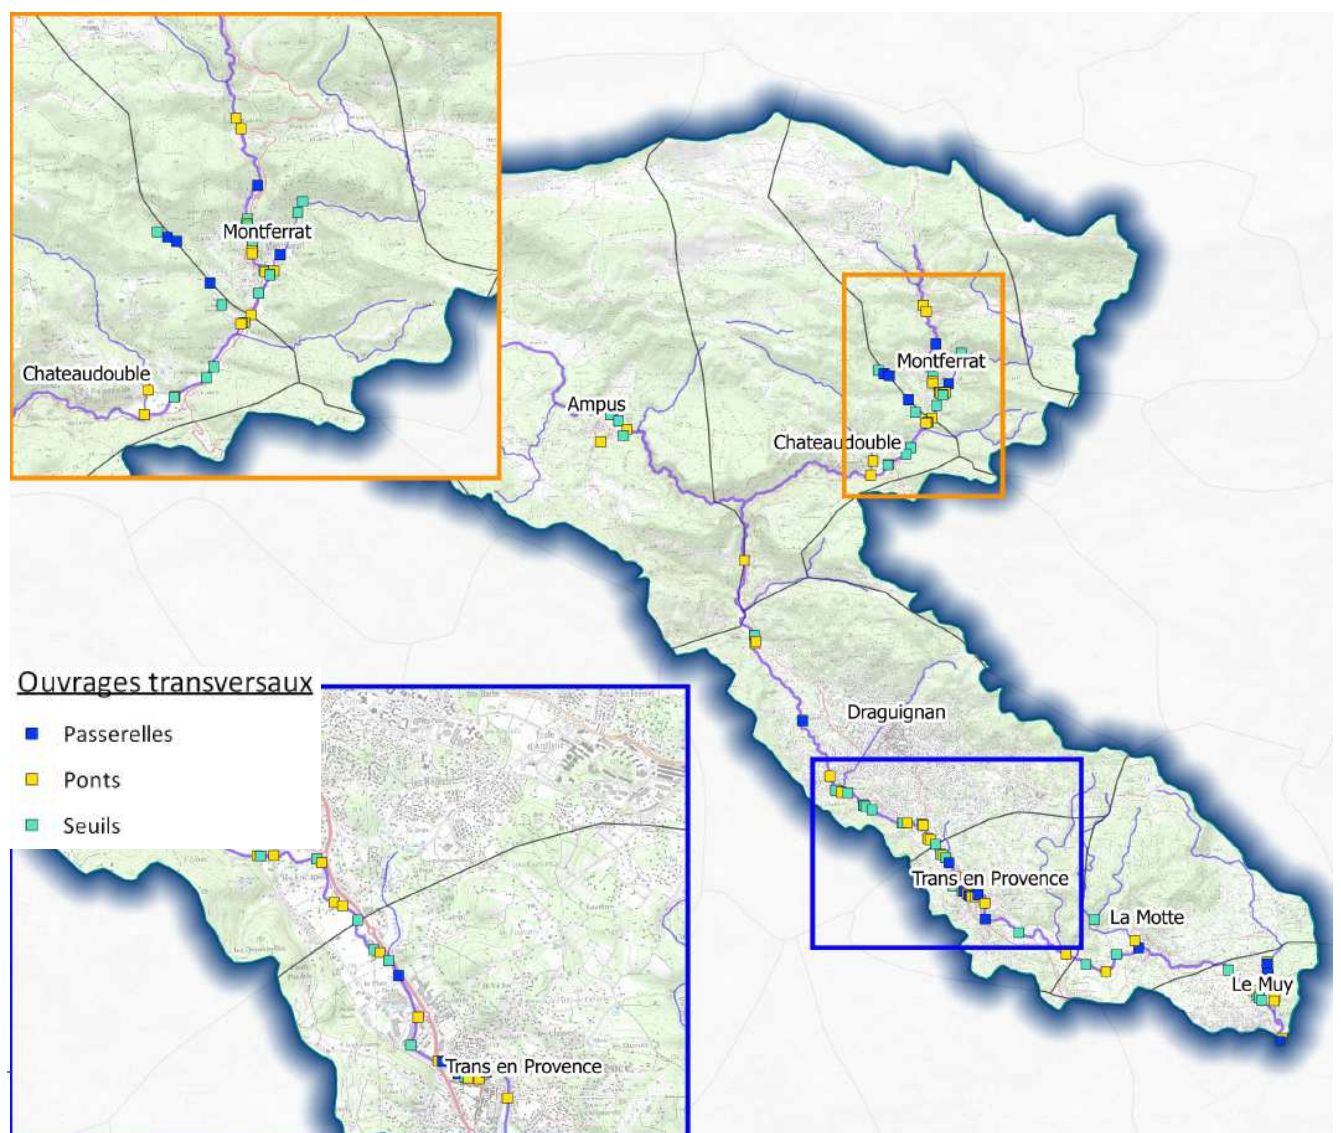 Montferrat
Chateaudouble
Montferrat
Ampus
Chateaudouble
Ouvrages transversaux
Passerelles
Ponts
Seuils
Draguignan
Trans en Provence
La Motte
Le Muy
Trans en Provence